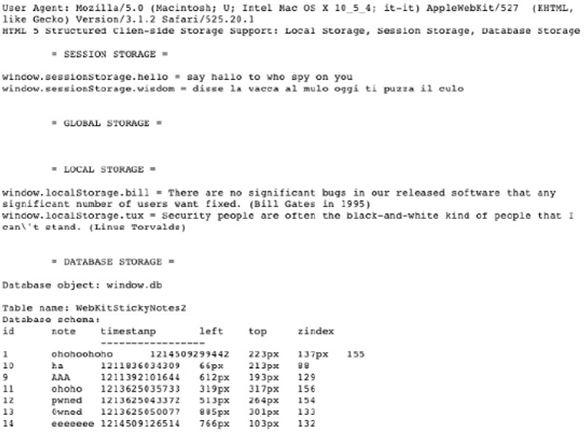 User Agent: Mozilla/5.0 (Macintosh; U; Intel Mac OS X 10_5_4; it-it) AppleWebKit/527 (KHTML,
like Gecko) Version/3.1.2 Safari/525.20.1
HTML 5 Structured Clien-side Storage Support: Local Storage, Session Storage, Database Storage
= SESSION STORAGE =
window.sessionStorage.hello = say hallo to who spy on you
window.sessionStorage.wisdom = disse la vacca al mulo oggi ti puzza il culo
= GLOBAL STORAGE =
= LOCAL STORAGE =
window.localStorage.bill = There are no significant bugs in our released software that any
significant number of users want fixed. (Bill Gates in 1995)
window.localStorage.tux = Security people are often the black-and-white kind of people that I
can\'t stand. (Linus Torvalds)
= DATABASE STORAGE =
Database object: window.db
Table name: WebKitStickyNotes2
Database schema:
id note timestamp left top zindex
------------------
1 ohohoohoho 1214509299442 223px 137px 155
10 ha 1211836034309 66px 213px 88
9 AAA 1211392101644 612px 193px 129
11 ohoho 1213625035733 319px 317px 156
12 pwned 1213625043372 513px 264px 154
13 0wned 1213625050077 885px 301px 133
14 eeeeeee 1214509126514 766px 103px 132